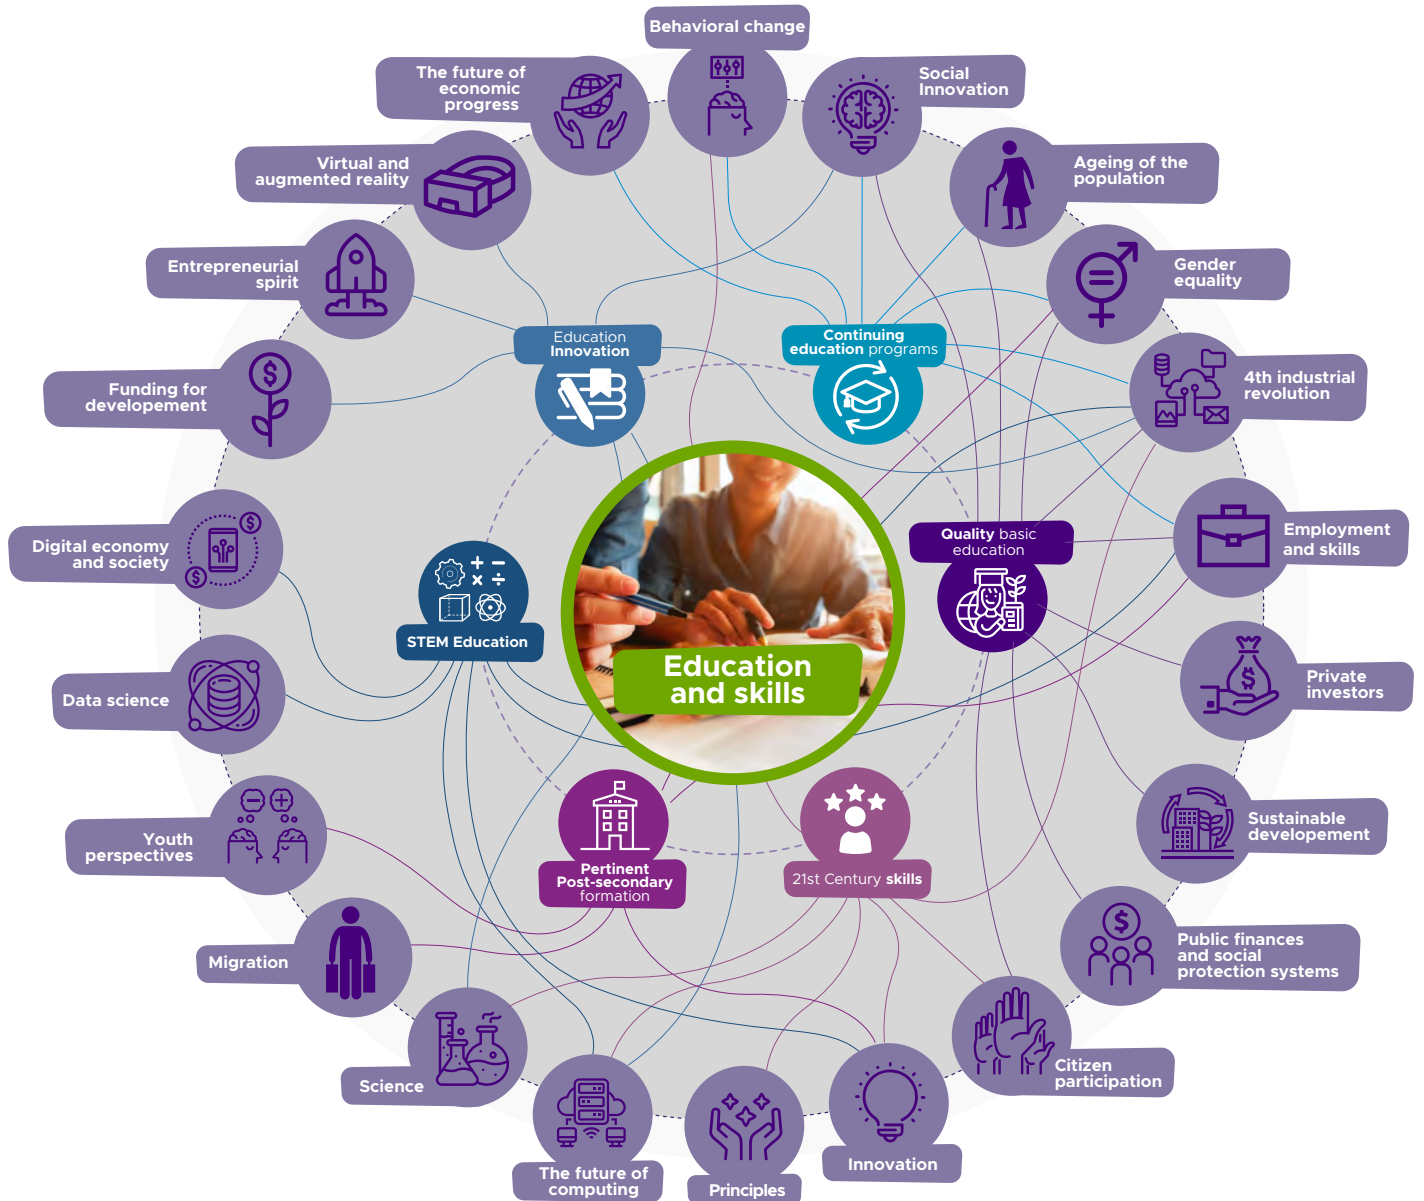 Behavioral change
The future of
economic
progress
Social
Innovation
Virtual and
augmented reality
Ageing of the
population
Entrepreneurial
spirit
Gender
equality
Education
Innovation
Continuing
education programs
Funding for
developement
4th industrial
revolution
Digital economy
and society
Quality basic
education
Employment
and skills
STEM Education
Education
and skills
Data science
Private
investors
Youth
perspectives
Sustainable
developement
Pertinent
Post-secondary
formation
21st Century skills
Migration
Public finances
and social
protection systems
Science
Citizen
participation
The future of
computing
Principles
Innovation